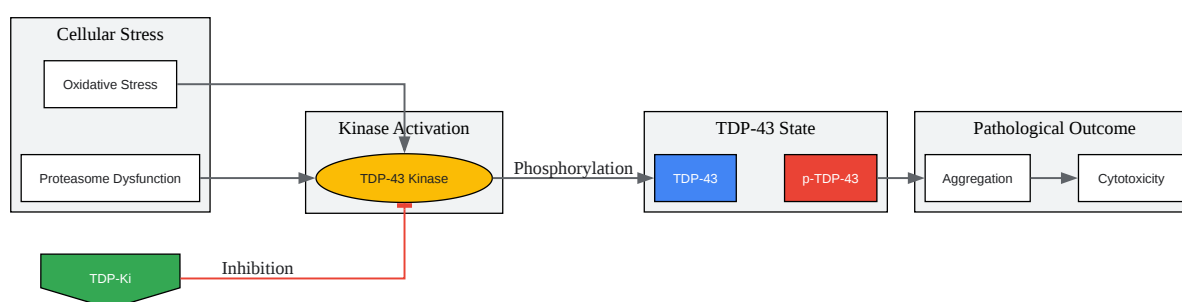 Cellular Stress
Oxidative Stress
Proteasome Dysfunction
Kinase Activation
TDP-43 Kinase
Phosphorylation
TDP-43 State
TDP-43
p-TDP-43
Pathological Outcome
Aggregation
Cytotoxicity
TDP-Ki
Inhibition